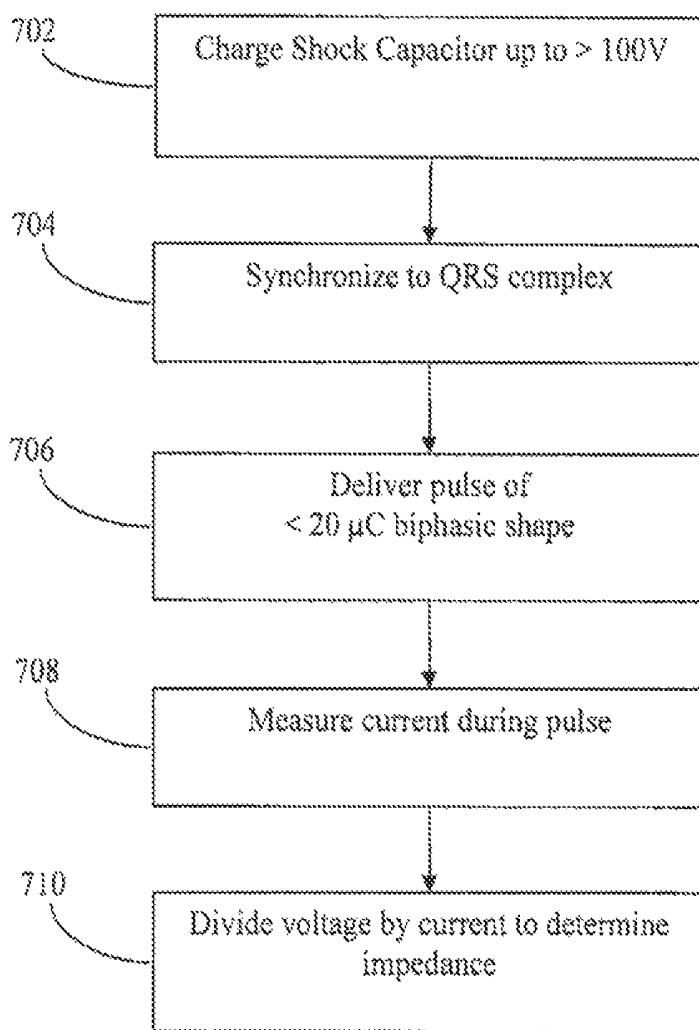 702
Charge Shock Capacitor up to > 100V
704
Synchronize to QRS complex
706
Deliver pulse of
< 20 μC biphasic shape
708
Measure current during pulse
710
Divide voltage by current to determine
impedance